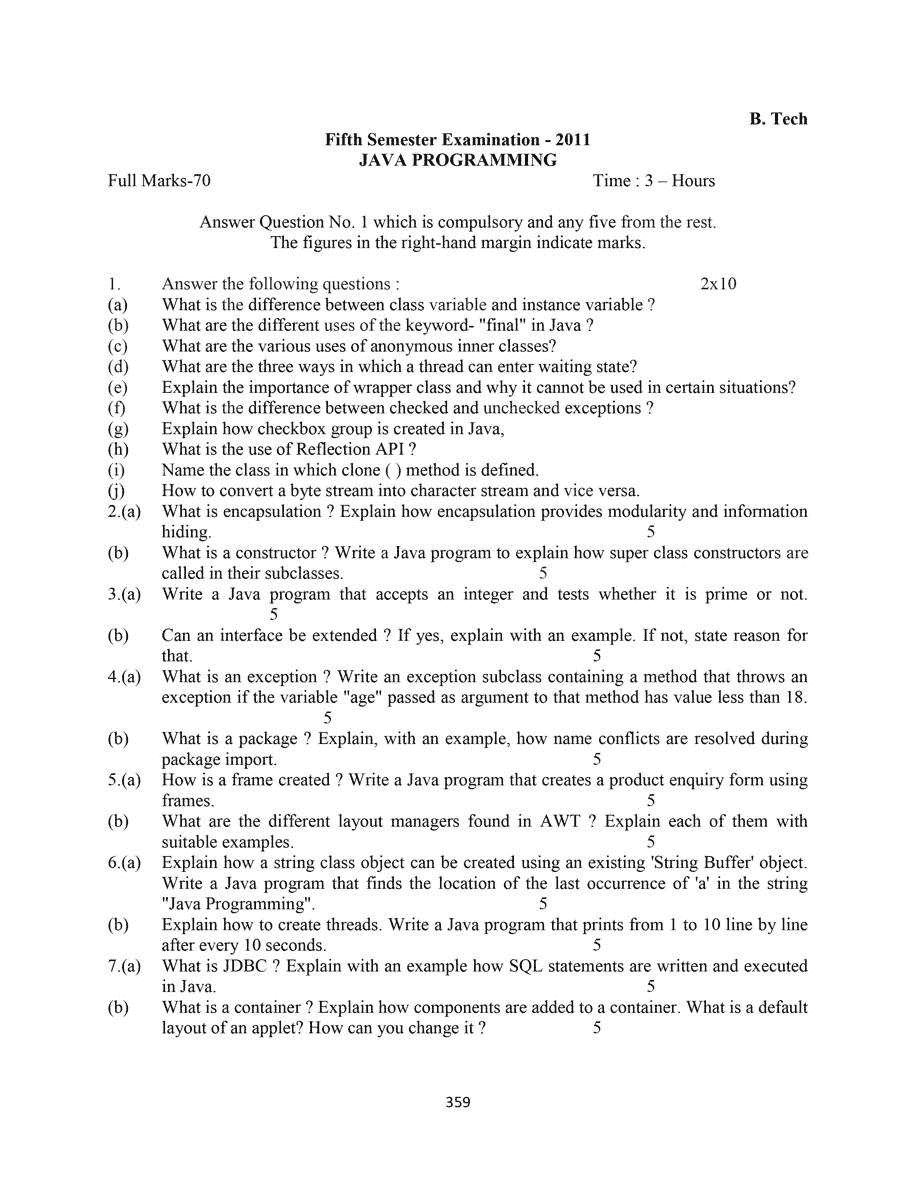 B. Tech
Fifth Semester Examination - 2011
JAVA PROGRAMMING
Full Marks-70 Time : 3 – Hours
Answer Question No. 1 which is compulsory and any five from the rest.
The figures in the right-hand margin indicate marks.
1. Answer the following questions : 2x10
(a) What is the difference between class variable and instance variable ?
(b) What are the different uses of the keyword- "final" in Java ?
(c) What are the various uses of anonymous inner classes?
(d) What are the three ways in which a thread can enter waiting state?
(e) Explain the importance of wrapper class and why it cannot be used in certain situations?
(f) What is the difference between checked and unchecked exceptions ?
(g) Explain how checkbox group is created in Java,
(h) What is the use of Reflection API ?
(i) Name the class in which clone ( ) method is defined.
(j) How to convert a byte stream into character stream and vice versa.
2.(a) What is encapsulation ? Explain how encapsulation provides modularity and information
hiding. 5
(b) What is a constructor ? Write a Java program to explain how super class constructors are
called in their subclasses. 5
3.(a) Write a Java program that accepts an integer and tests whether it is prime or not.
5
(b) Can an interface be extended ? If yes, explain with an example. If not, state reason for
that. 5
4.(a) What is an exception ? Write an exception subclass containing a method that throws an
exception if the variable "age" passed as argument to that method has value less than 18.
5
(b) What is a package ? Explain, with an example, how name conflicts are resolved during
package import. 5
5.(a) How is a frame created ? Write a Java program that creates a product enquiry form using
frames. 5
(b) What are the different layout managers found in AWT ? Explain each of them with
suitable examples. 5
6.(a) Explain how a string class object can be created using an existing 'String Buffer' object.
Write a Java program that finds the location of the last occurrence of 'a' in the string
"Java Programming". 5
(b) Explain how to create threads. Write a Java program that prints from 1 to 10 line by line
after every 10 seconds. 5
7.(a) What is JDBC ? Explain with an example how SQL statements are written and executed
in Java. 5
(b) What is a container ? Explain how components are added to a container. What is a default
layout of an applet? How can you change it ? 5
359